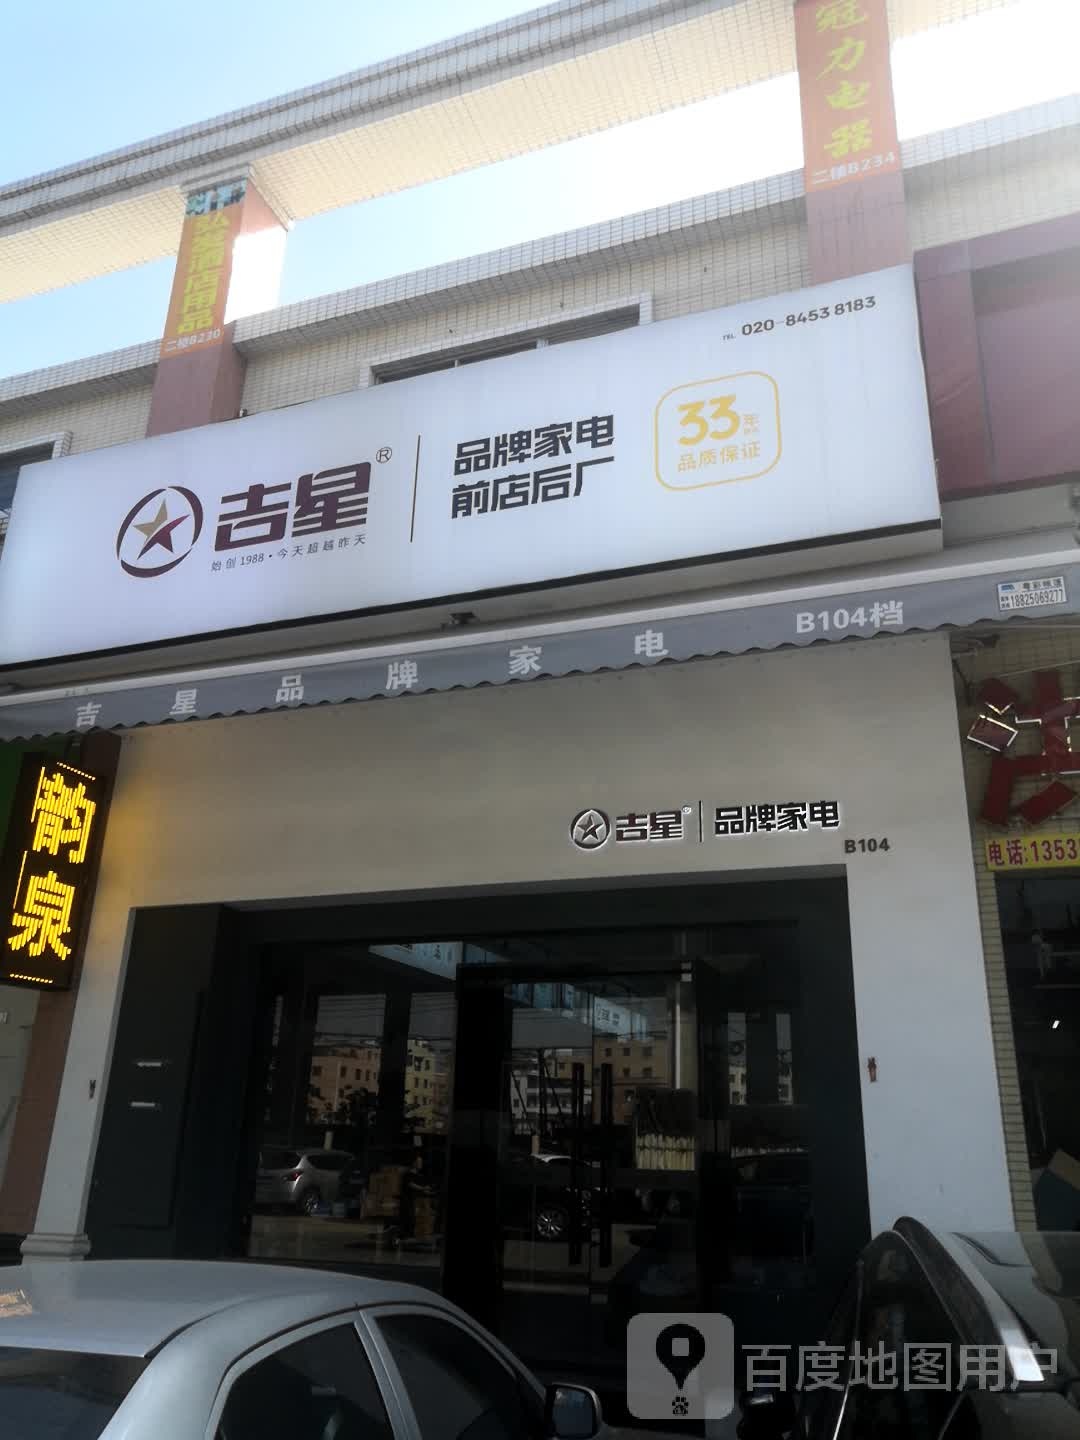 冠力电器
二楼B234
弘发酒店用品
二楼B230
TEL 020-8453 8183
吉星®
始创1988·今天超越昨天
品牌家电
前店后厂
33年
品质保证
18825069277
吉星品牌家电 B104档
韵泉
吉星® 品牌家电
B104
电话:1353
百度地图用户